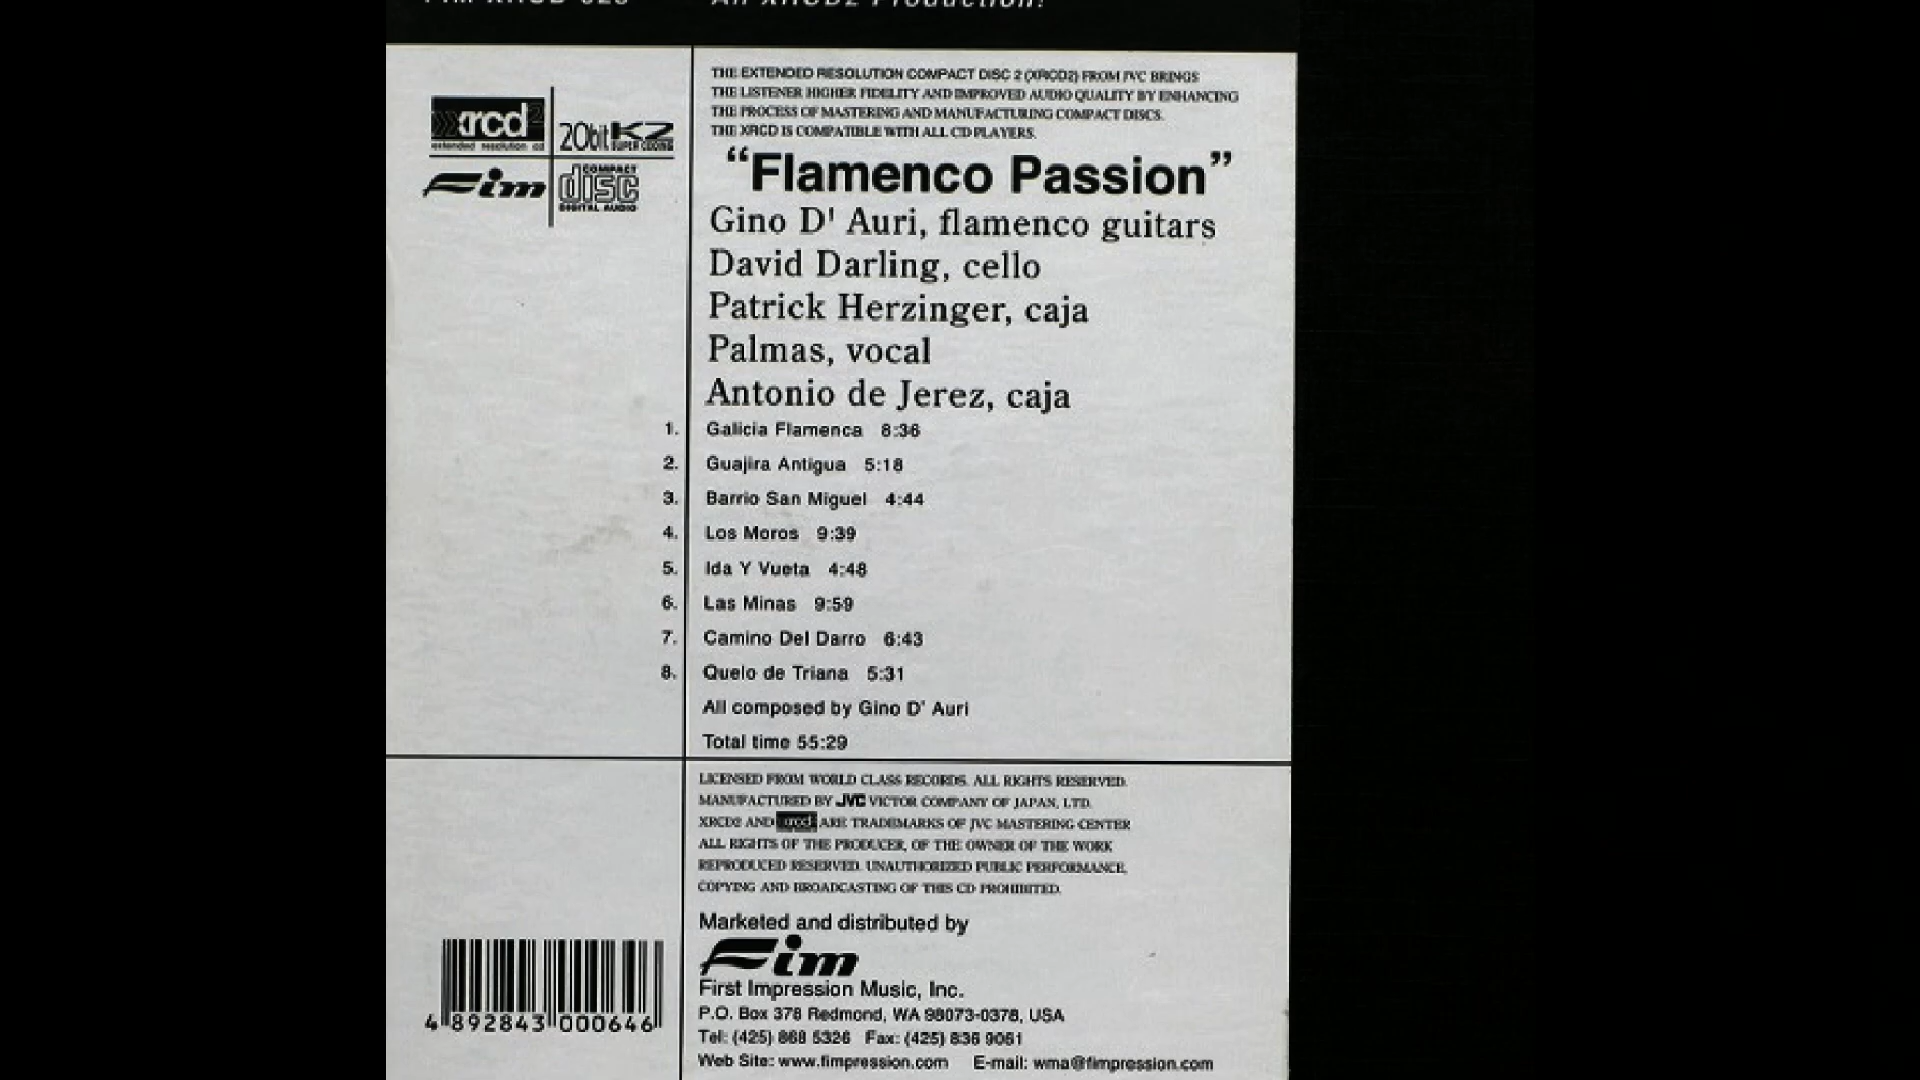 An XRCD2 Production!
xrcd
extended resolution cd
20bit K2
SUPER CODING
Fim
COMPACT
disc
DIGITAL AUDIO
THE EXTENDED RESOLUTION COMPACT DISC 2 (XRCD2) FROM JVC BRINGS
THE LISTENER HIGHER FIDELITY AND IMPROVED AUDIO QUALITY BY ENHANCING
THE PROCESS OF MASTERING AND MANUFACTURING COMPACT DISCS.
THE XRCD IS COMPATIBLE WITH ALL CD PLAYERS.
“Flamenco Passion”
Gino D' Auri, flamenco guitars
David Darling, cello
Patrick Herzinger, caja
Palmas, vocal
Antonio de Jerez, caja
1. Galicia Flamenca 8:36
2. Guajira Antigua 5:18
3. Barrio San Miguel 4:44
4. Los Moros 9:39
5. Ida Y Vueta 4:48
6. Las Minas 9:59
7. Camino Del Darro 6:43
8. Quelo de Triana 5:31
All composed by Gino D' Auri
Total time 55:29
LICENSED FROM WORLD CLASS RECORDS. ALL RIGHTS RESERVED.
MANUFACTURED BY JVC VICTOR COMPANY OF JAPAN, LTD.
XRCD2 AND xrcd ARE TRADEMARKS OF JVC MASTERING CENTER
ALL RIGHTS OF THE PRODUCER, OF THE OWNER OF THE WORK
REPRODUCED RESERVED. UNAUTHORIZED PUBLIC PERFORMANCE,
COPYING AND BROADCASTING OF THIS CD PROHIBITED.
Marketed and distributed by
Fim
First Impression Music, Inc.
P.O. Box 378 Redmond, WA 98073-0378, USA
Tel: (425) 868 5326 Fax: (425) 836 9061
Web Site: www.fimpression.com E-mail: wma@fimpression.com
4 892843 000646